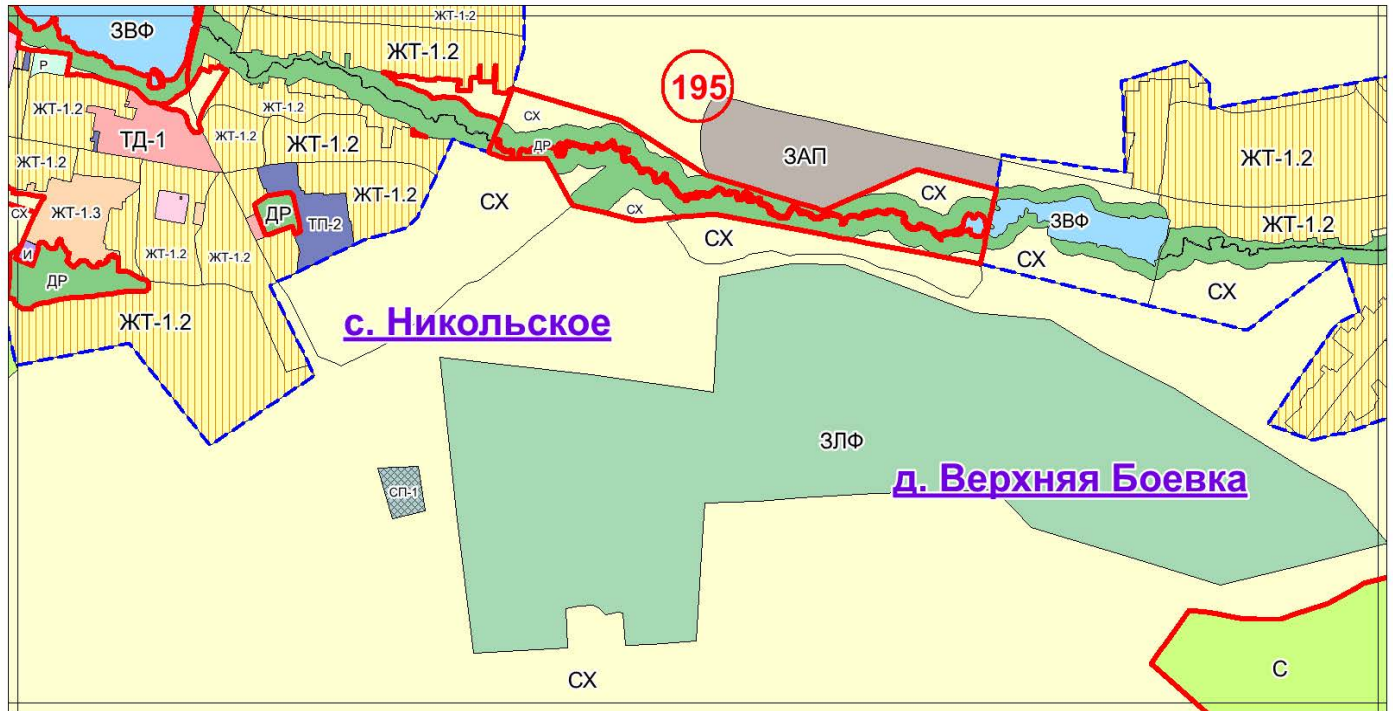 ЗВФ
ЖТ-1.2
ЖТ-1.2
Р
195
СХ
ЖТ-1.2
ЖТ-1.2
ТД-1
ЖТ-1.2
ЖТ-1.2
ДР
ЗАП
ЖТ-1.2
ЖТ-1.2
ЖТ-1.2
СХ
СХ
СХ
ЖТ-1.3
ДР
ТП-2
СХ
ЗВФ
ЖТ-1.2
СХ
И
ЖТ-1.2
ЖТ-1.2
СХ
ДР
СХ
ЖТ-1.2
с. Никольское
ЗЛФ
д. Верхняя Боевка
СП-1
СХ
С